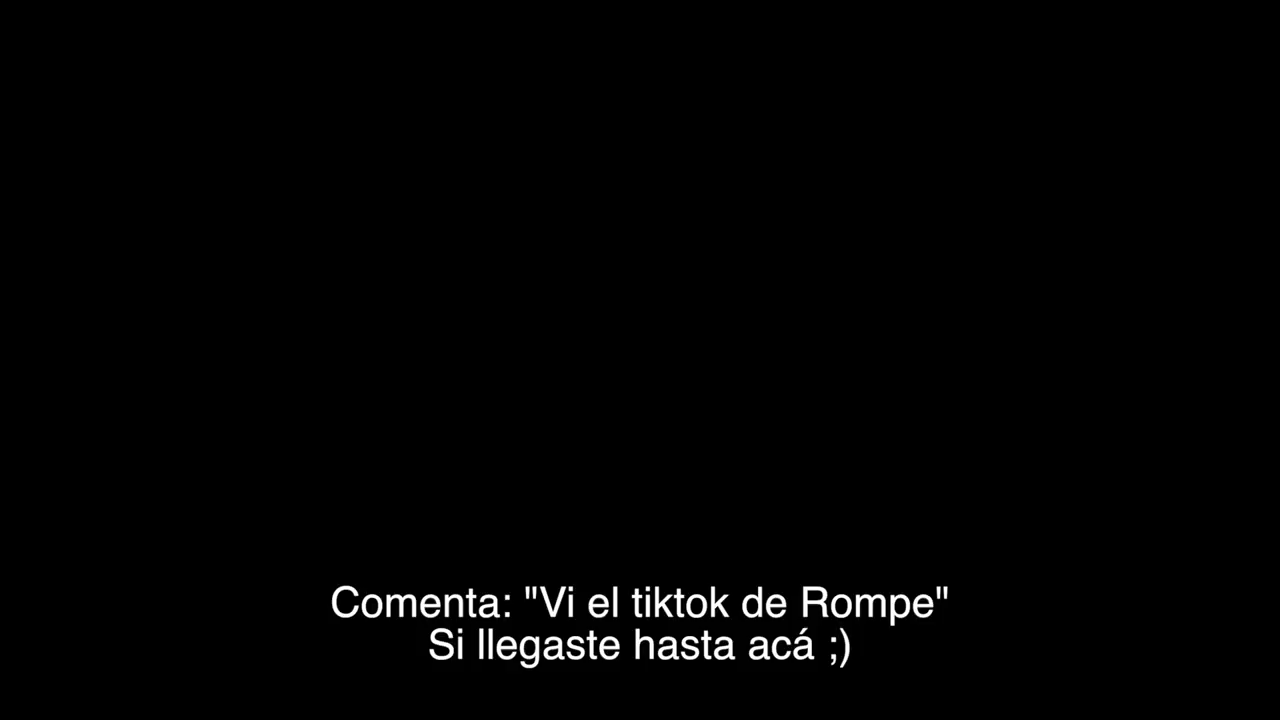 Comenta: "Vi el tiktok de Rompe"
Si llegaste hasta acá ;)